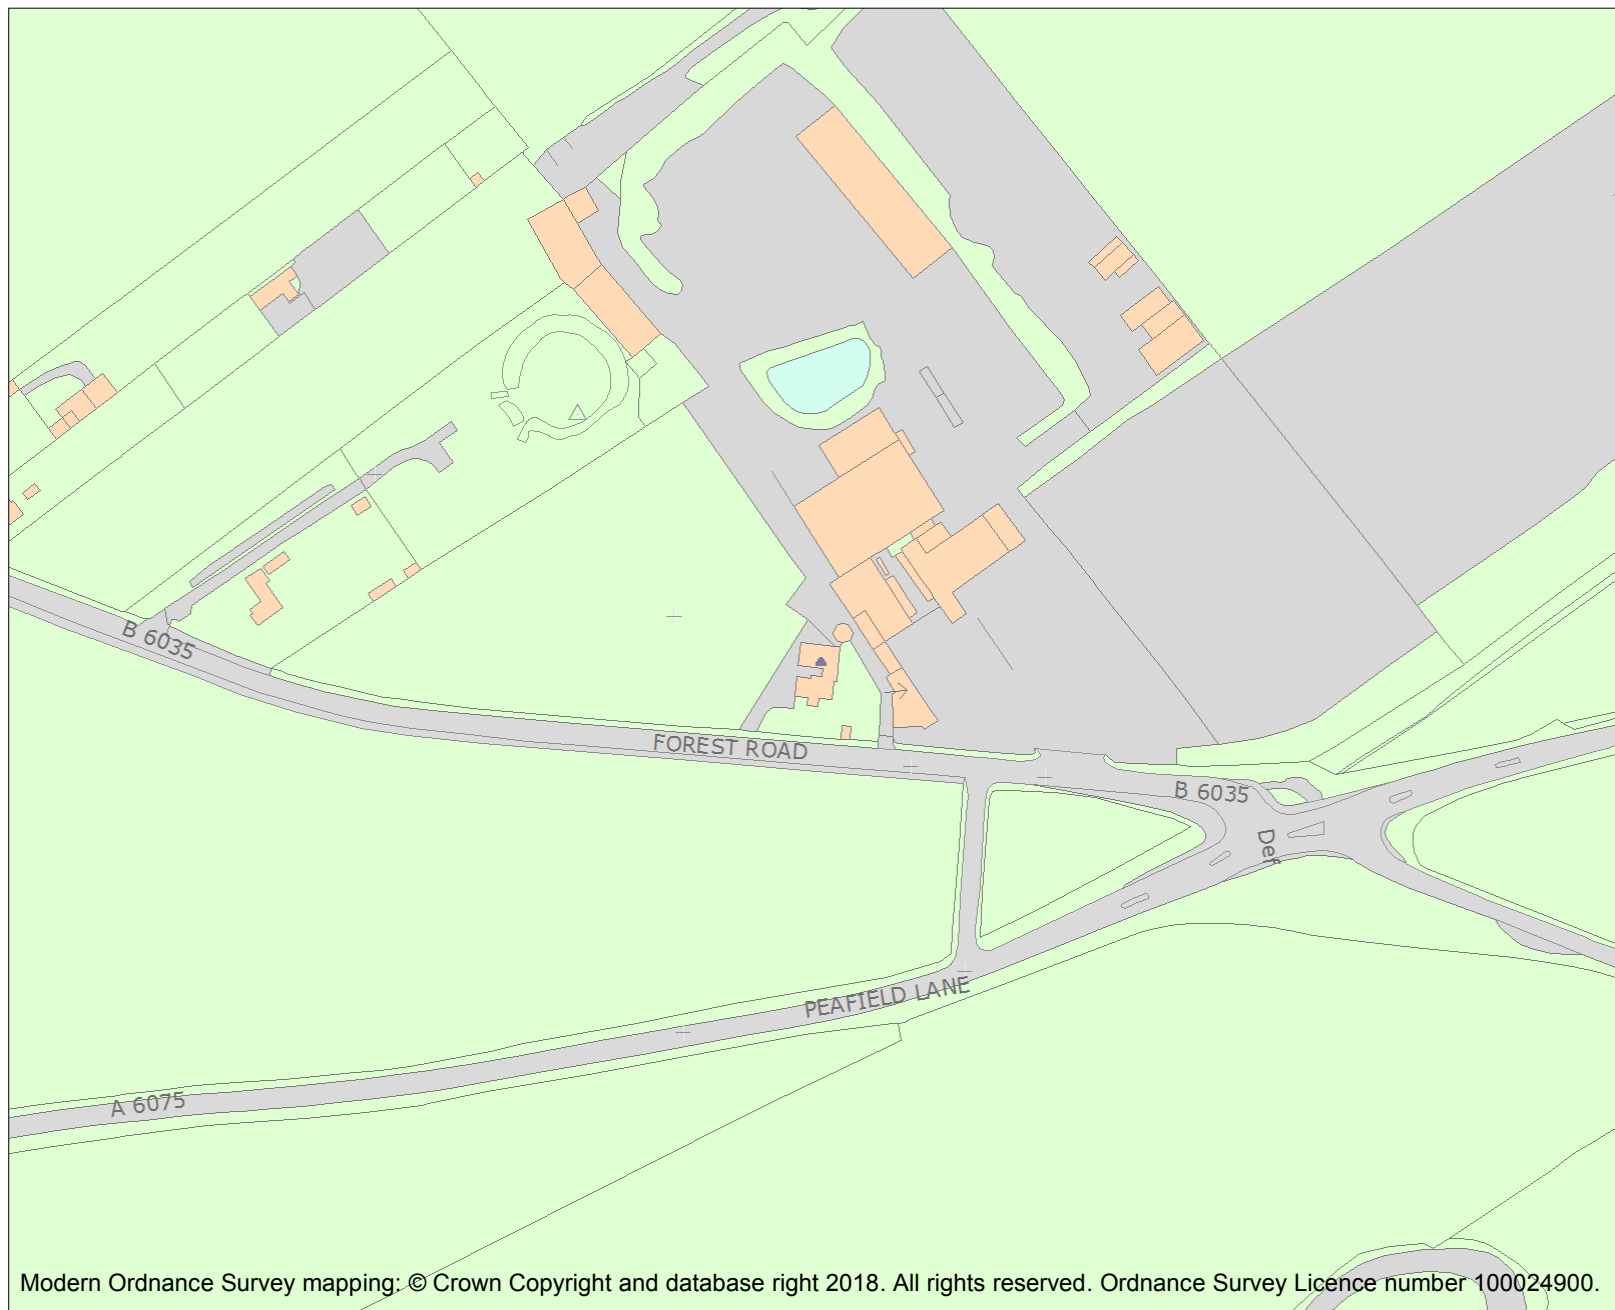 B 6035
FOREST ROAD
B 6035
Def
PEAFIELD LANE
A 6075
Modern Ordnance Survey mapping: © Crown Copyright and database right 2018. All rights reserved. Ordnance Survey Licence number 100024900.